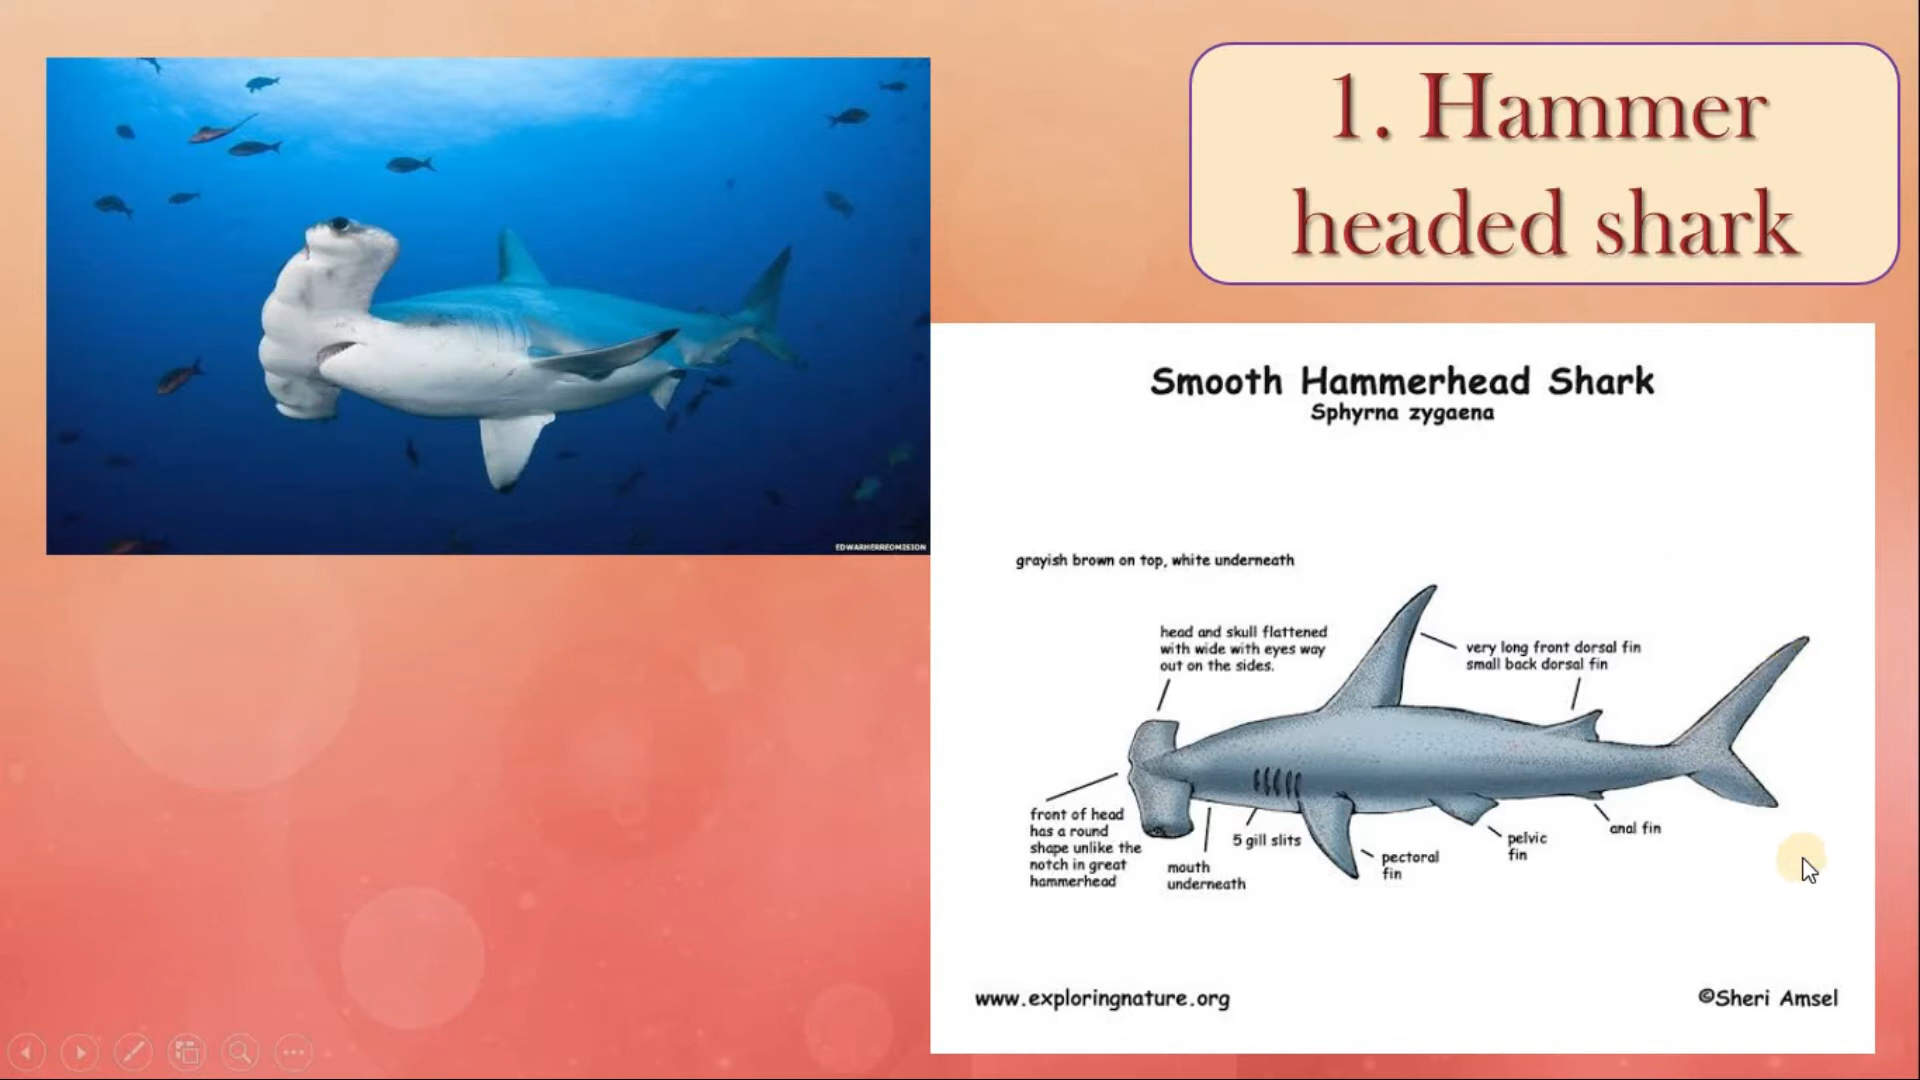 1. Hammer
headed shark
EDWARHERREOMISION
Smooth Hammerhead Shark
Sphyrna zygaena
grayish brown on top, white underneath
head and skull flattened
with wide with eyes way
out on the sides.
very long front dorsal fin
small back dorsal fin
front of head
has a round
shape unlike the
notch in great
hammerhead
mouth
underneath
5 gill slits
pectoral
fin
pelvic
fin
anal fin
www.exploringnature.org
©Sheri Amsel